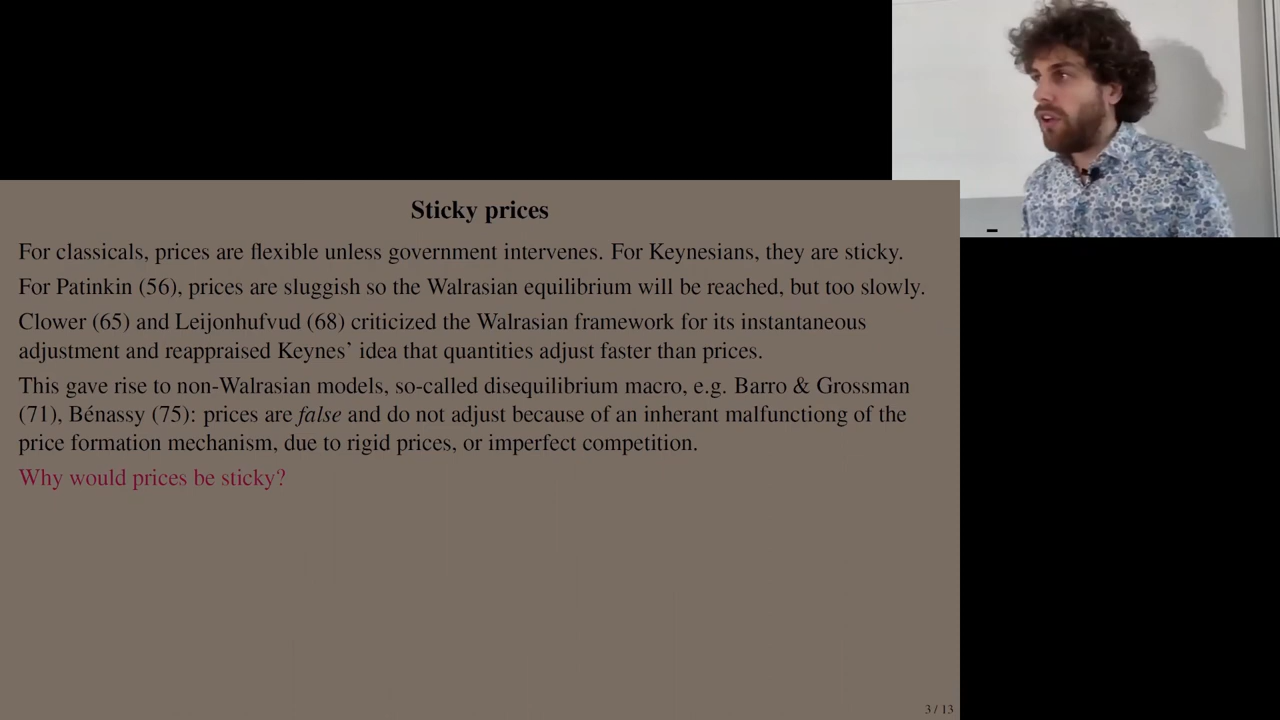 Sticky prices
For classicals, prices are flexible unless government intervenes. For Keynesians, they are sticky.
For Patinkin (56), prices are sluggish so the Walrasian equilibrium will be reached, but too slowly.
Clower (65) and Leijonhufvud (68) criticized the Walrasian framework for its instantaneous
adjustment and reappraised Keynes' idea that quantities adjust faster than prices.
This gave rise to non-Walrasian models, so-called disequilibrium macro, e.g. Barro & Grossman
(71), Bénassy (75): prices are false and do not adjust because of an inherant malfunctiong of the
price formation mechanism, due to rigid prices, or imperfect competition.
Why would prices be sticky?
3 / 13